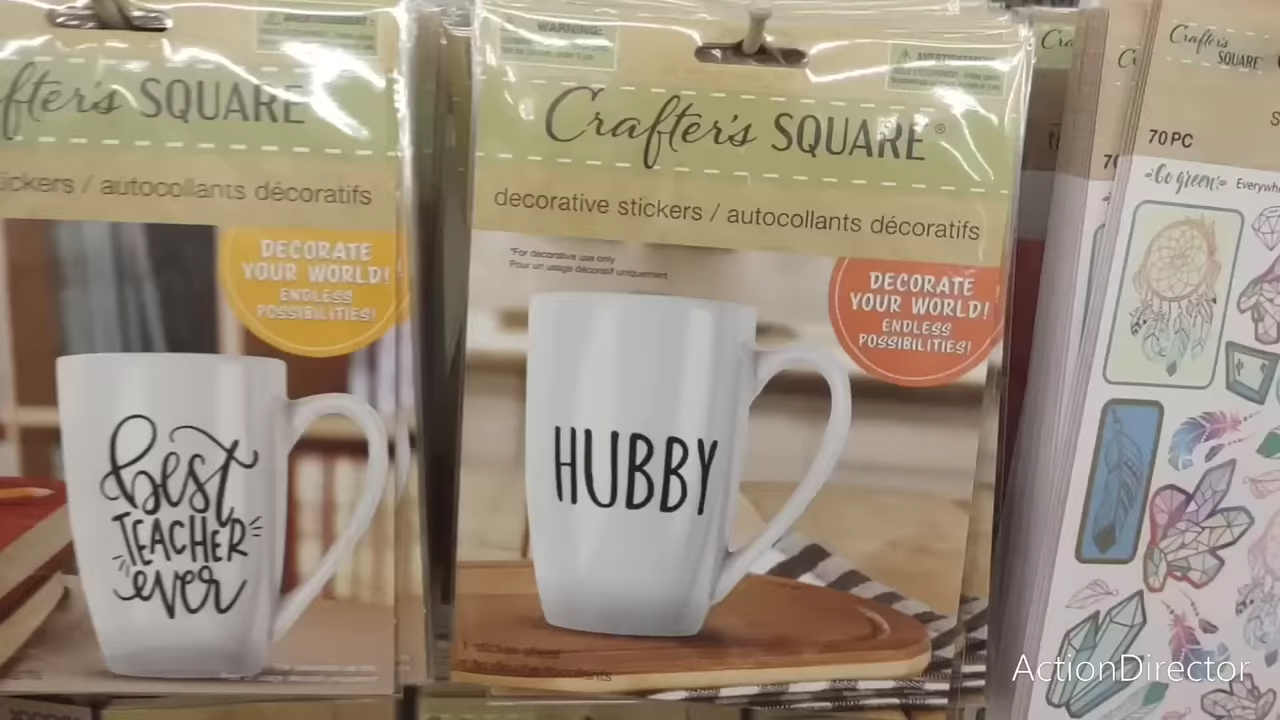 fter's SQUARE
ickers / autocollants décoratifs
DECORATE
YOUR WORLD!
ENDLESS
POSSIBILITIES!
best
TEACHER
ever
WARNING:
AVERTISSEMENT:
Crafter's SQUARE®
decorative stickers / autocollants décoratifs
*For decorative use only
Pour un usage décoratif uniquement
DECORATE
YOUR WORLD!
ENDLESS
POSSIBILITIES!
HUBBY
Crafter's
SQUARE
70 PC
Go green!
ActionDirector